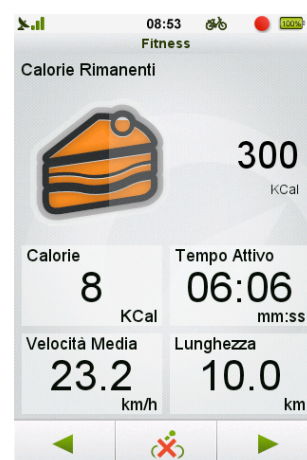 08:53 100%
Fitness
Calorie Rimanenti
300
KCal
Calorie Tempo Attivo
8 06:06
KCal mm:ss
Velocità Media Lunghezza
23.2 10.0
km/h km